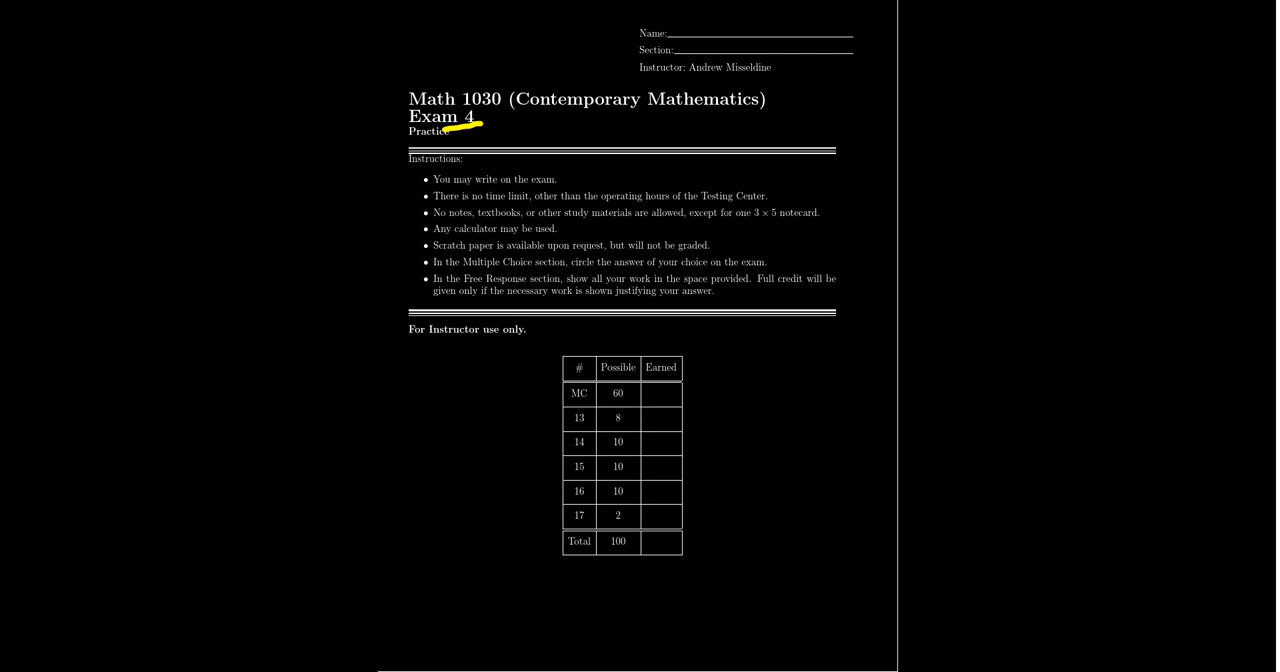 Name:
Section:
Instructor: Andrew Misseldine
Math 1030 (Contemporary Mathematics)
Exam 4
Practice
Instructions:
• You may write on the exam.
• There is no time limit, other than the operating hours of the Testing Center.
• No notes, textbooks, or other study materials are allowed, except for one 3 × 5 notecard.
• Any calculator may be used.
• Scratch paper is available upon request, but will not be graded.
• In the Multiple Choice section, circle the answer of your choice on the exam.
• In the Free Response section, show all your work in the space provided. Full credit will be
given only if the necessary work is shown justifying your answer.
For Instructor use only.
# Possible Earned
MC 60
13 8
14 10
15 10
16 10
17 2
Total 100